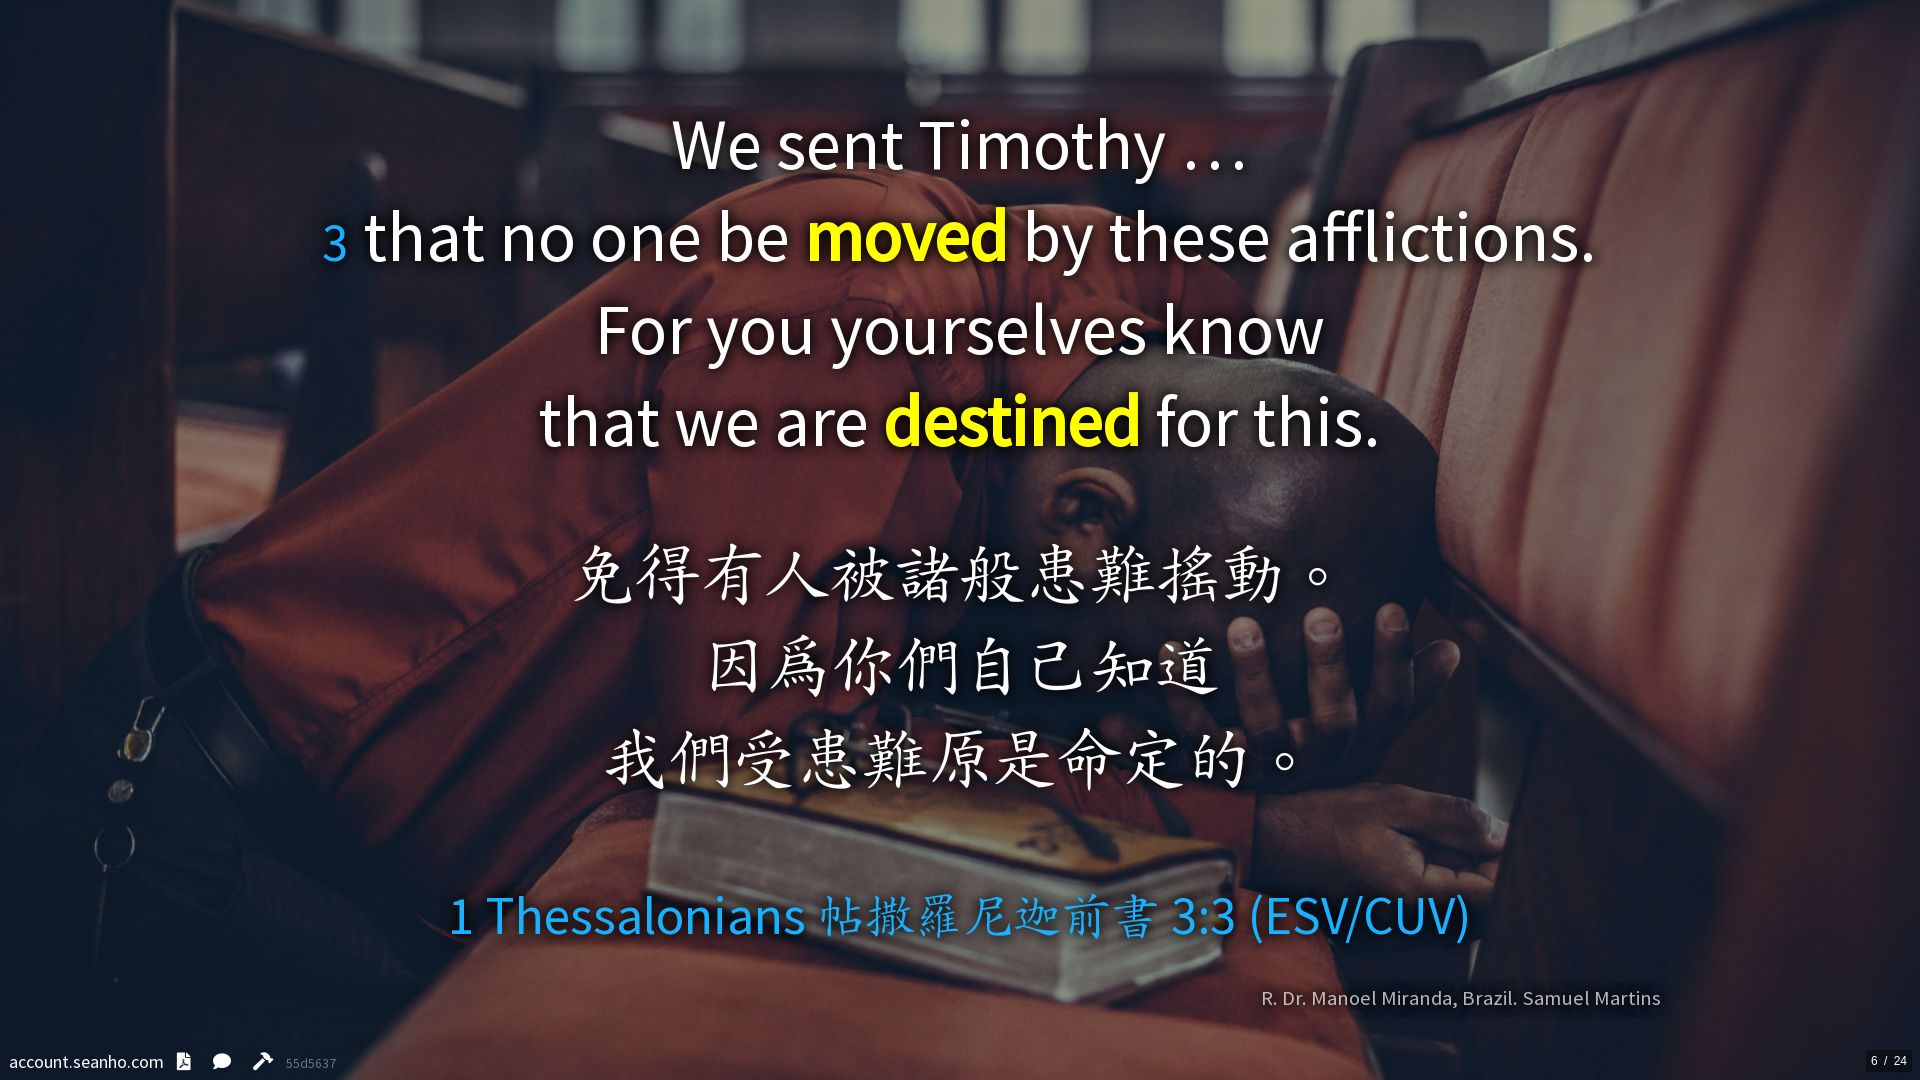 We sent Timothy …
3 that no one be moved by these afflictions.
For you yourselves know
that we are destined for this.
免得有人被諸般患難搖動。
因爲你們自己知道
我們受患難原是命定的。
1 Thessalonians 帖撒羅尼迦前書 3:3 (ESV/CUV)
R. Dr. Manoel Miranda, Brazil. Samuel Martins
account.seanho.com 55d5637
6 / 24